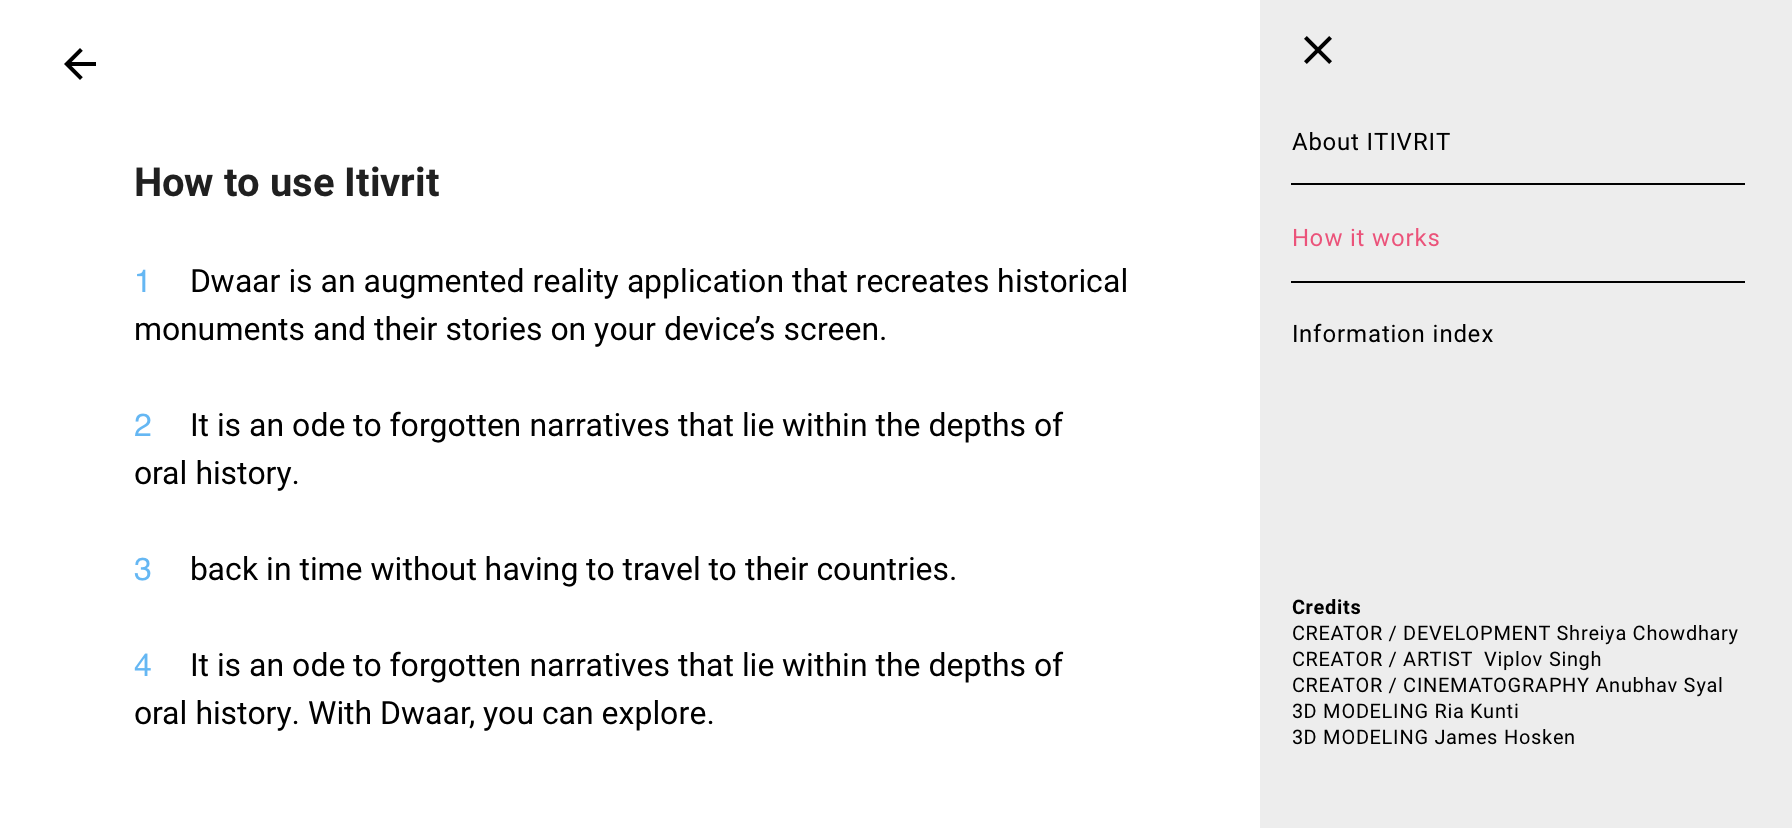 How to use Itivrit
1 Dwaar is an augmented reality application that recreates historical
monuments and their stories on your device’s screen.
2 It is an ode to forgotten narratives that lie within the depths of
oral history.
3 back in time without having to travel to their countries.
4 It is an ode to forgotten narratives that lie within the depths of
oral history. With Dwaar, you can explore.
About ITIVRIT
How it works
Information index
Credits
CREATOR / DEVELOPMENT Shreiya Chowdhary
CREATOR / ARTIST  Viplov Singh
CREATOR / CINEMATOGRAPHY Anubhav Syal
3D MODELING Ria Kunti
3D MODELING James Hosken